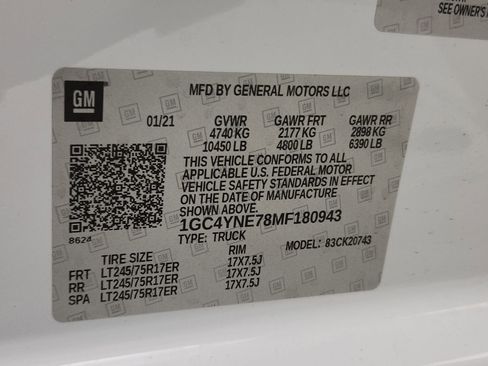 SEE OWNER'S
GM
MFD BY GENERAL MOTORS LLC
01/21 GVWR GAWR FRT GAWR RR
4740 KG 2177 KG 2898 KG
10450 LB 4800 LB 6390 LB
THIS VEHICLE CONFORMS TO ALL
APPLICABLE U.S. FEDERAL MOTOR
VEHICLE SAFETY STANDARDS IN EFFECT
ON THE DATE OF MANUFACTURE
SHOWN ABOVE.
1GC4YNE78MF180943
8624
TYPE: TRUCK MODEL: 83CK20743
TIRE SIZE RIM
FRT LT245/75R17ER 17X7.5J
RR LT245/75R17ER 17X7.5J
SPA LT245/75R17ER 17X7.5J